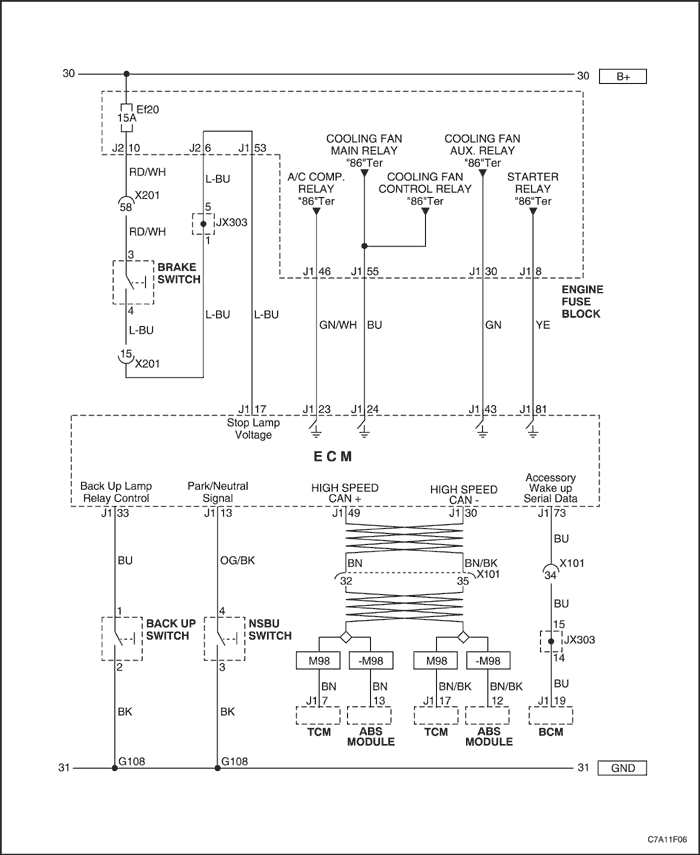 30
30 B+
Ef20
15A
J2 10
J2 6
J1 53
COOLING FAN
MAIN RELAY
"86"Ter
COOLING FAN
AUX. RELAY
"86"Ter
A/C COMP.
RELAY
"86"Ter
COOLING FAN
CONTROL RELAY
"86"Ter
STARTER
RELAY
"86"Ter
RD/WH
L-BU
X201
58
5
JX303
1
RD/WH
3
BRAKE
SWITCH
4
J1 46
J1 55
J1 30
J1 8
ENGINE
FUSE
BLOCK
L-BU
L-BU
L-BU
GN/WH
BU
GN
YE
15
X201
J1 17
J1 23
J1 24
J1 43
J1 81
Stop Lamp
Voltage
ECM
Back Up Lamp
Relay Control
Park/Neutral
Signal
HIGH SPEED
CAN +
HIGH SPEED
CAN -
Accessory
Wake up
Serial Data
J1 33
J1 13
J1 49
J1 30
J1 73
BU
OG/BK
BN
BN/BK
BU
32
35
X101
X101
34
BU
1
BACK UP
SWITCH
2
4
NSBU
SWITCH
3
15
JX303
14
M98
-M98
M98
-M98
BN
BN
BN/BK
BN/BK
BU
J1 7
13
J1 17
12
J1 19
BK
BK
TCM
ABS
MODULE
TCM
ABS
MODULE
BCM
31
G108
G108
31 GND
C7A11F06